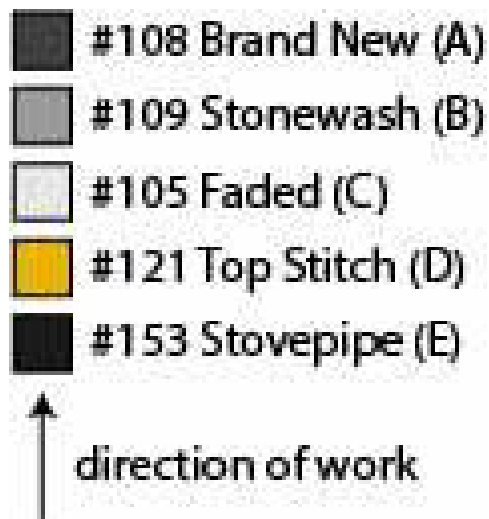 #108 Brand New (A)
#109 Stonewash (B)
#105 Faded (C)
#121 Top Stitch (D)
#153 Stovepipe (E)
direction of work